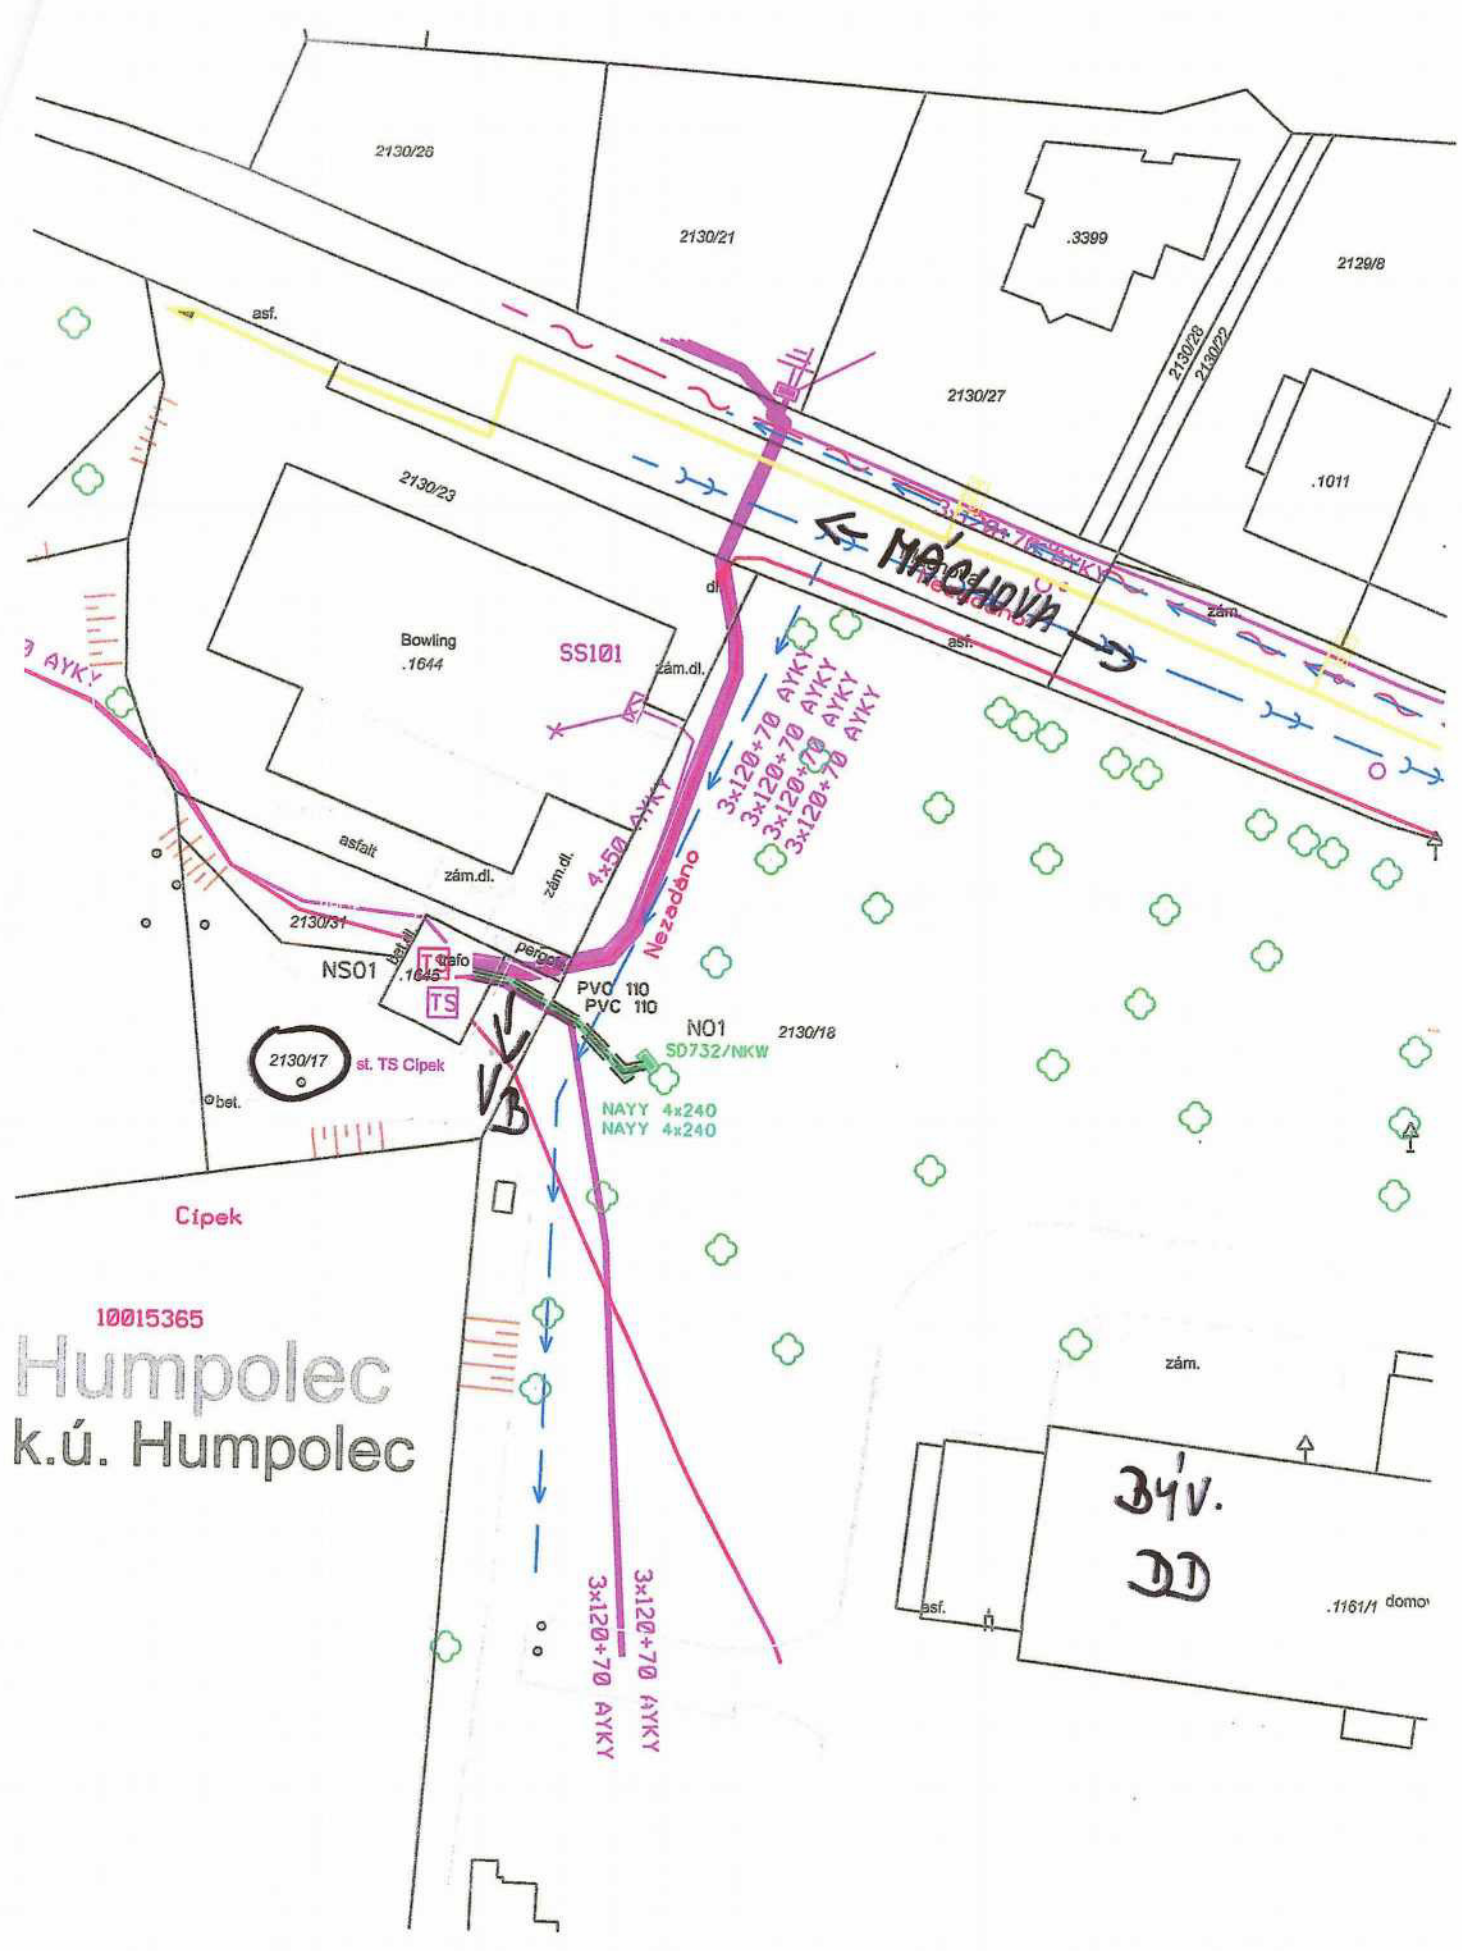 2130/26
2130/21
.3399
2129/8
2130/28
2130/22
asf.
2130/27
.1011
2130/23
← MÁCHOVA →
Nezadáno
zám.
asf.
dl.
Bowling
.1644
SS101
zám.dl.
AYKY
3x120+70 AYKY
3x120+70 AYKY
3x120+70 AYKY
3x120+70 AYKY
4x50 AYKY
asfalt
zám.dl.
zám.dl.
Nezadáno
2130/31
bet.dl.
pergola
NS01
TS
trafo
.1645
TS
PVC 110
PVC 110
N01
2130/18
SD732/NKW
2130/17
st. TS Cípek
VB
bet.
NAYY 4x240
NAYY 4x240
Cípek
10015365
Humpolec
k.ú. Humpolec
zám.
BÝV.
DD
asf.
.1161/1
3x120+70 AYKY
3x120+70 AYKY